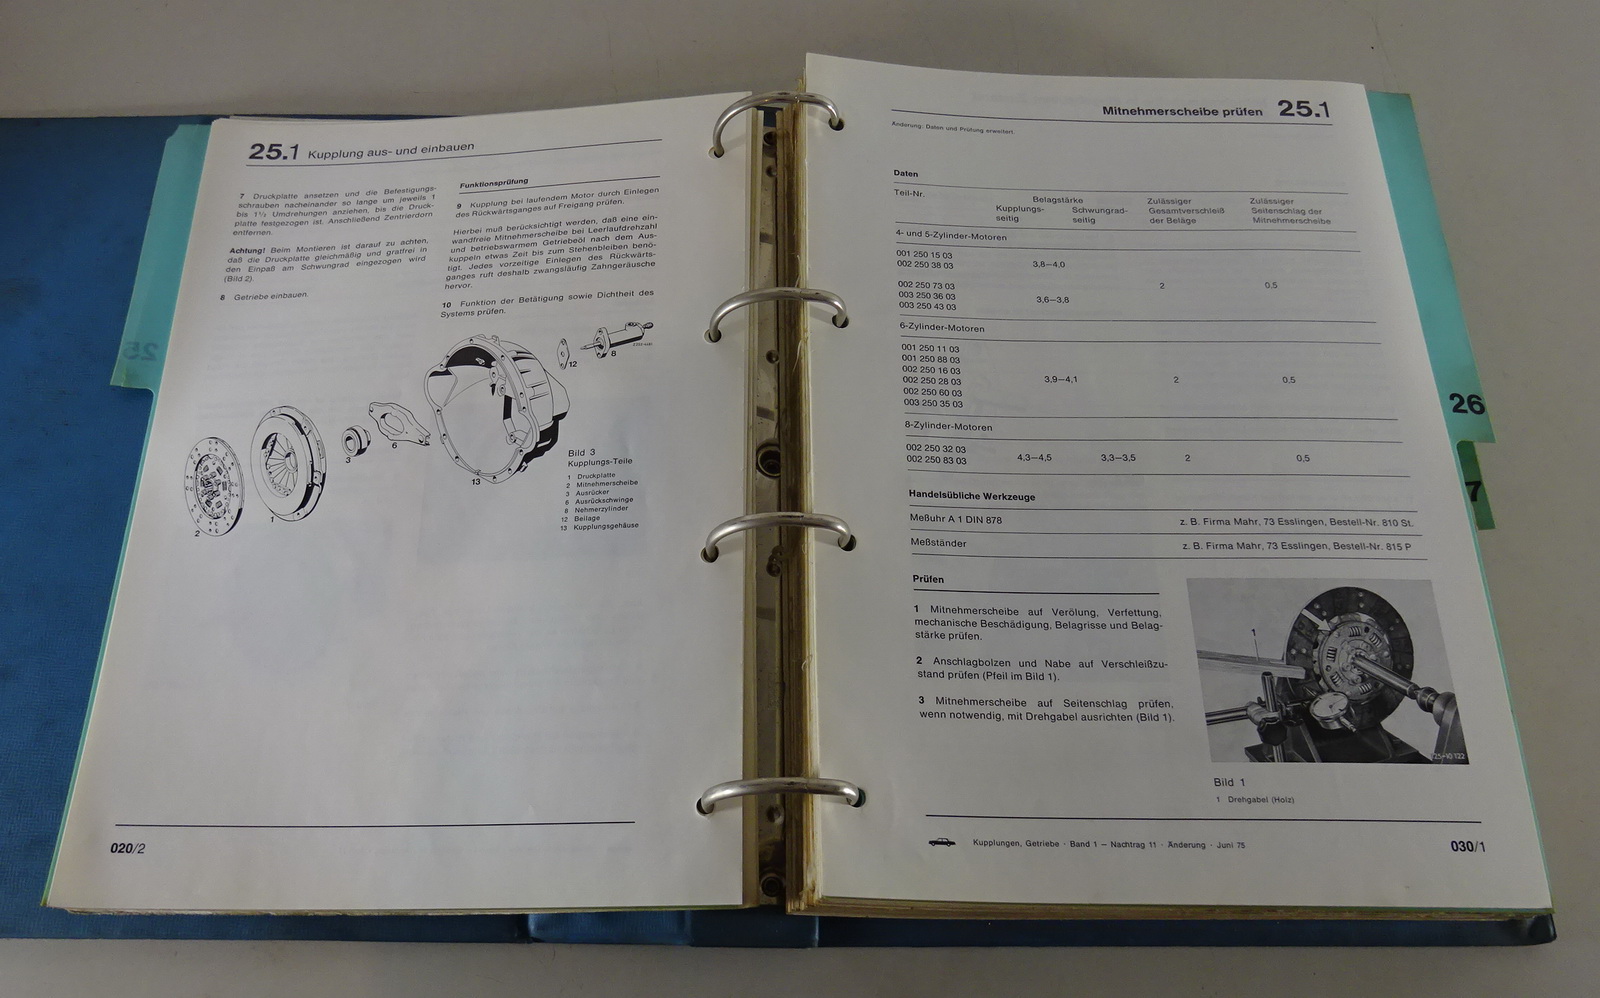 25.1 Kupplung aus- und einbauen
7 Druckplatte ansetzen und die Befestigungs-
schrauben nacheinander so lange um jeweils 1
bis 1½ Umdrehungen anziehen, bis die Druck-
platte festgezogen ist. Anschließend Zentrierdorn
entfernen.
Achtung! Beim Montieren ist darauf zu achten,
daß die Druckplatte gleichmäßig und gratfrei in
den Einpaß am Schwungrad eingezogen wird
(Bild 2).
8 Getriebe einbauen.
Funktionsprüfung
9 Kupplung bei laufendem Motor durch Einlegen
des Rückwärtsganges auf Freigang prüfen.
Hierbei muß berücksichtigt werden, daß eine ein-
wandfreie Mitnehmerscheibe bei Leerlaufdrehzahl
und betriebswarmem Getriebeöl nach dem Aus-
kuppeln etwas Zeit bis zum Stehenbleiben benö-
tigt. Jedes vorzeitige Einlegen des Rückwärts-
ganges ruft deshalb zwangsläufig Zahngeräusche
hervor.
10 Funktion der Betätigung sowie Dichtheit des
Systems prüfen.
12
8
1
6
3
13
1
2
Bild 3
Kupplungs-Teile
1 Druckplatte
2 Mitnehmerscheibe
3 Ausrücker
6 Ausrückschwinge
8 Nehmerzylinder
12 Beilage
13 Kupplungsgehäuse
020/2
25
Mitnehmerscheibe prüfen 25.1
Änderung: Daten und Prüfung erweitert.
Daten
Teil-Nr. Belagstärke Zulässiger Zulässiger
Kupplungs- Schwungrad- Gesamtverschleiß Seitenschlag der
seitig seitig der Beläge Mitnehmerscheibe
4- und 5-Zylinder-Motoren
001 250 15 03
002 250 38 03 3,8–4,0
002 250 73 03 2 0,5
003 250 36 03 3,6–3,8
003 250 43 03
6-Zylinder-Motoren
001 250 11 03
001 250 88 03
002 250 16 03
002 250 28 03 3,9–4,1 2 0,5
002 250 60 03
003 250 35 03
8-Zylinder-Motoren
002 250 32 03
002 250 83 03 4,3–4,5 3,3–3,5 2 0,5
Handelsübliche Werkzeuge
Meßuhr A 1 DIN 878 z. B. Firma Mahr, 73 Esslingen, Bestell-Nr. 810 St.
Meßständer z. B. Firma Mahr, 73 Esslingen, Bestell-Nr. 815 P
Prüfen
1 Mitnehmerscheibe auf Verölung, Verfettung,
mechanische Beschädigung, Belagrisse und Belag-
stärke prüfen.
2 Anschlagbolzen und Nabe auf Verschleißzu-
stand prüfen (Pfeil im Bild 1).
3 Mitnehmerscheibe auf Seitenschlag prüfen,
wenn notwendig, mit Drehgabel ausrichten (Bild 1).
Bild 1
1 Drehgabel (Holz)
Kupplungen, Getriebe · Band 1 – Nachtrag 11 · Änderung · Juni 75
030/1
26
7